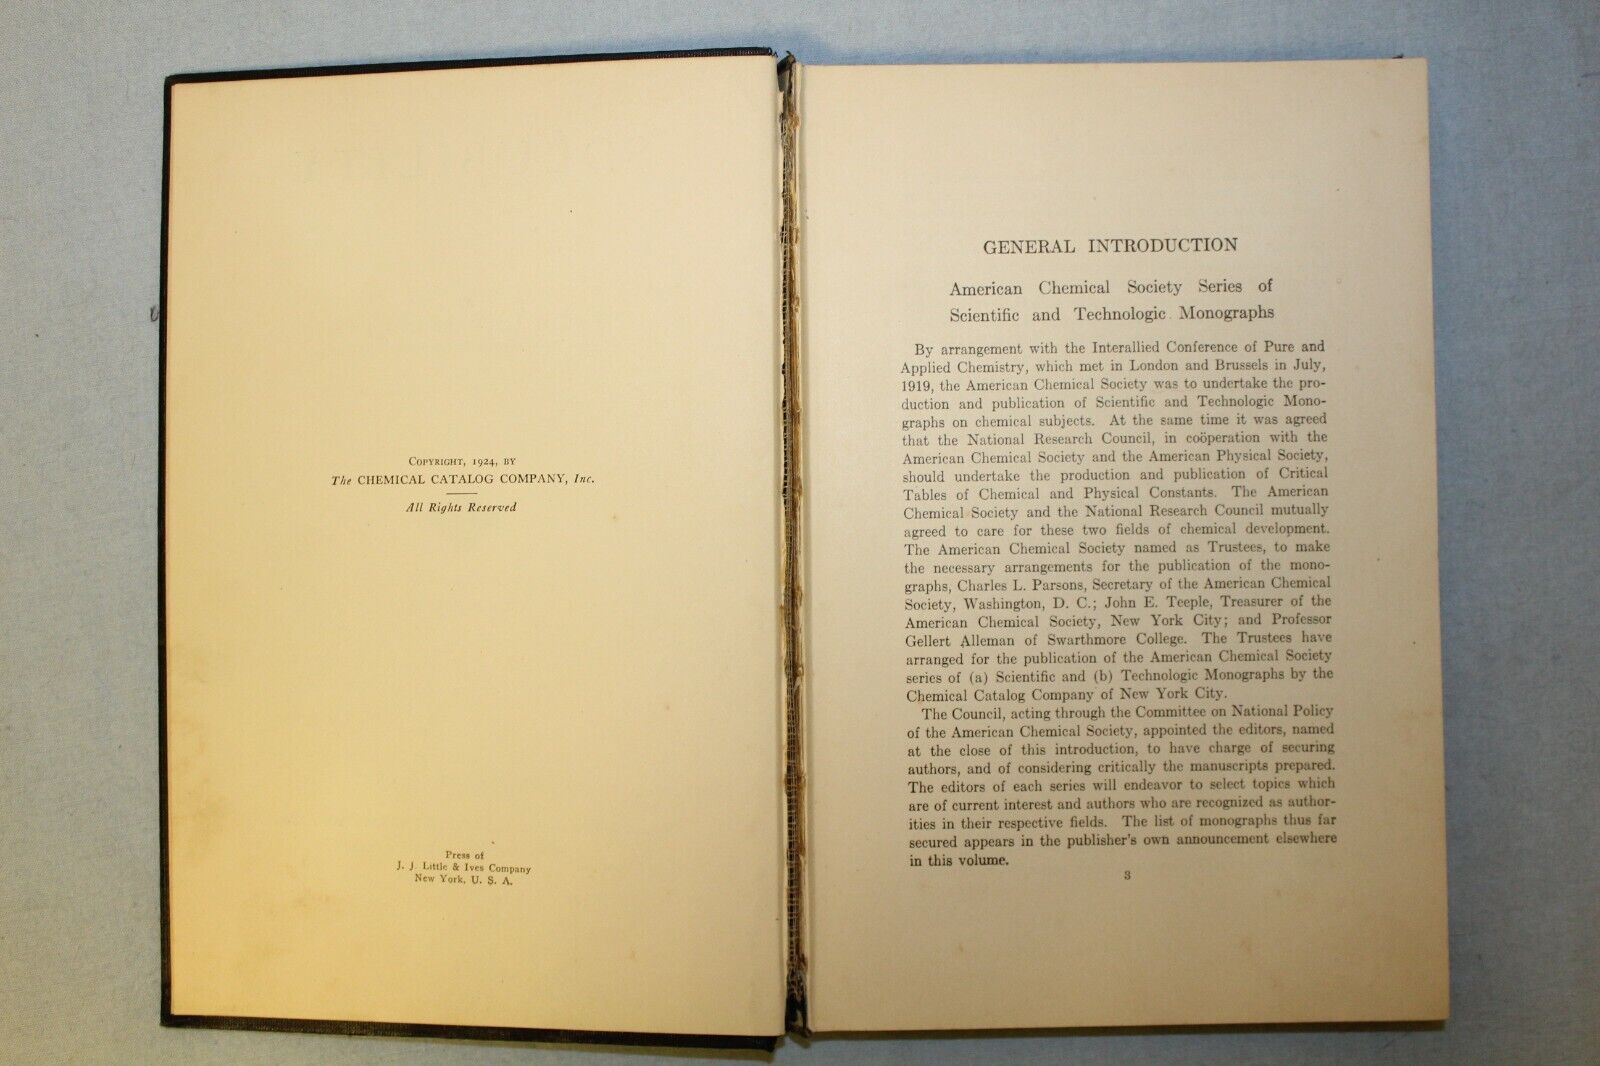 COPYRIGHT, 1924, BY
The CHEMICAL CATALOG COMPANY, Inc.
All Rights Reserved
Press of
J. J. Little & Ives Company
New York, U. S. A.
GENERAL INTRODUCTION
American Chemical Society Series of
Scientific and Technologic Monographs
By arrangement with the Interallied Conference of Pure and
Applied Chemistry, which met in London and Brussels in July,
1919, the American Chemical Society was to undertake the pro-
duction and publication of Scientific and Technologic Mono-
graphs on chemical subjects. At the same time it was agreed
that the National Research Council, in coöperation with the
American Chemical Society and the American Physical Society,
should undertake the production and publication of Critical
Tables of Chemical and Physical Constants. The American
Chemical Society and the National Research Council mutually
agreed to care for these two fields of chemical development.
The American Chemical Society named as Trustees, to make
the necessary arrangements for the publication of the mono-
graphs, Charles L. Parsons, Secretary of the American Chemical
Society, Washington, D. C.; John E. Teeple, Treasurer of the
American Chemical Society, New York City; and Professor
Gellert Alleman of Swarthmore College. The Trustees have
arranged for the publication of the American Chemical Society
series of (a) Scientific and (b) Technologic Monographs by the
Chemical Catalog Company of New York City.
The Council, acting through the Committee on National Policy
of the American Chemical Society, appointed the editors, named
at the close of this introduction, to have charge of securing
authors, and of considering critically the manuscripts prepared.
The editors of each series will endeavor to select topics which
are of current interest and authors who are recognized as author-
ities in their respective fields. The list of monographs thus far
secured appears in the publisher's own announcement elsewhere
in this volume.
3